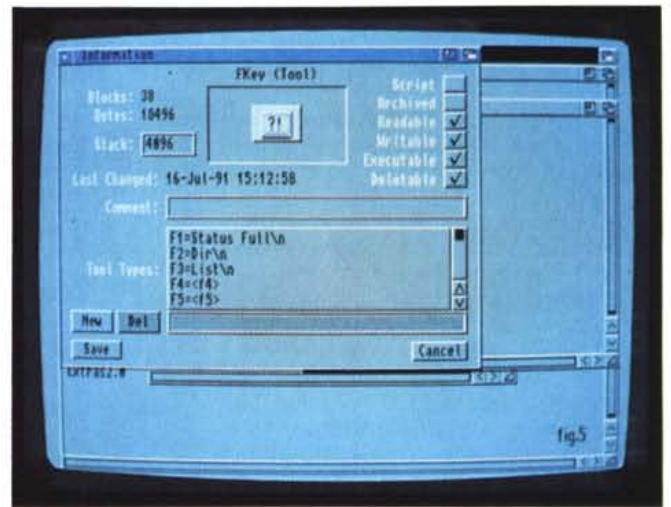 Information
FKey (Tool)
Blocks: 38
Bytes: 18496
Stack: 4096
Script
Archived
Readable
Writable
Executable
Deletable
Last Changed: 16-Jul-91 15:12:58
Comment:
Tool Types:
F1=Status Full\n
F2=Dir\n
F3=List\n
F4=<f4>
F5=<f5>
New Del
Save Cancel
Extras2.0
fig.5